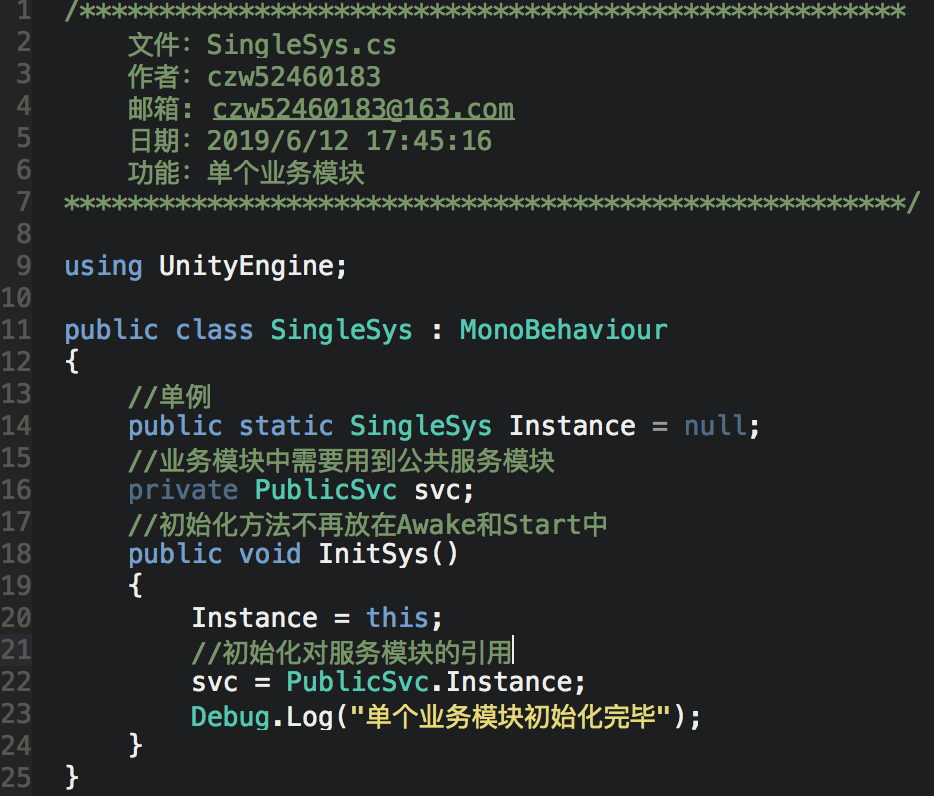 1 /****************************************************
2     文件：SingleSys.cs
3     作者：czw52460183
4     邮箱: czw52460183@163.com
5     日期：2019/6/12 17:45:16
6     功能：单个业务模块
7 *****************************************************/
8
9 using UnityEngine;
10
11 public class SingleSys : MonoBehaviour
12 {
13     //单例
14     public static SingleSys Instance = null;
15     //业务模块中需要用到公共服务模块
16     private PublicSvc svc;
17     //初始化方法不再放在Awake和Start中
18     public void InitSys()
19     {
20         Instance = this;
21         //初始化对服务模块的引用
22         svc = PublicSvc.Instance;
23         Debug.Log("单个业务模块初始化完毕");
24     }
25 }